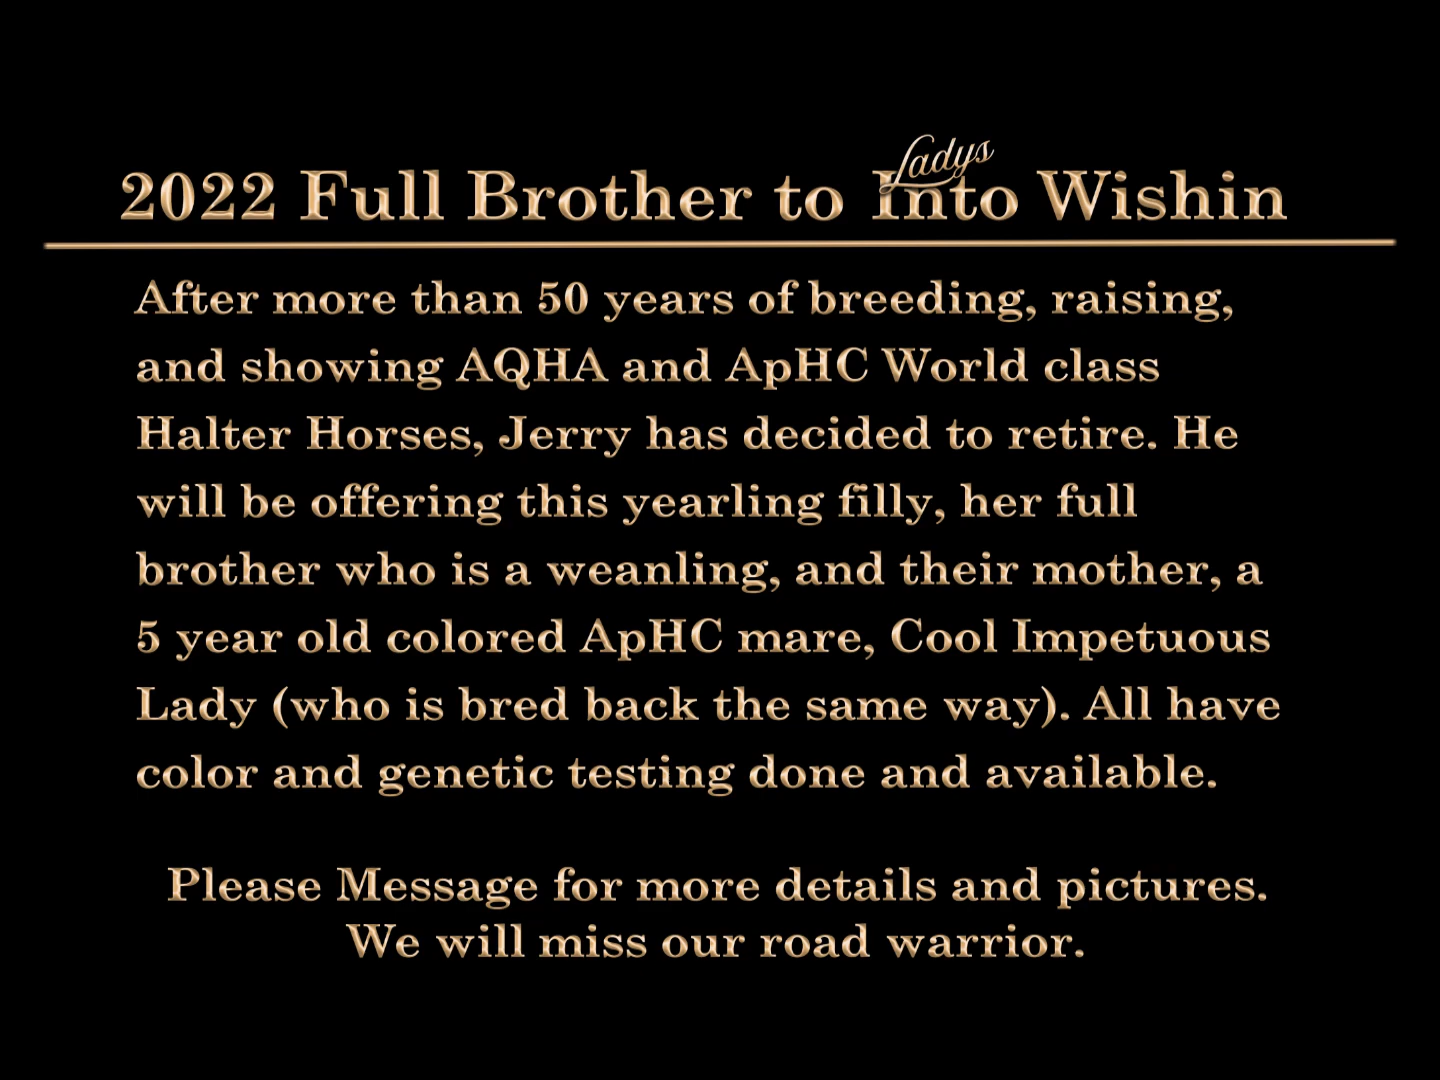 2022 Full Brother to Ladys Into Wishin
After more than 50 years of breeding, raising,
and showing AQHA and ApHC World class
Halter Horses, Jerry has decided to retire. He
will be offering this yearling filly, her full
brother who is a weanling, and their mother, a
5 year old colored ApHC mare, Cool Impetuous
Lady (who is bred back the same way). All have
color and genetic testing done and available.
Please Message for more details and pictures.
We will miss our road warrior.